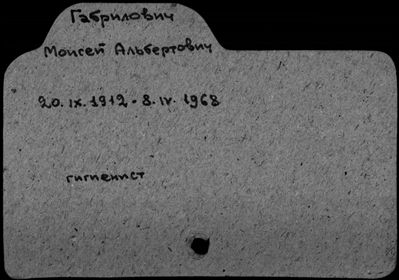 Габрилович
Моисей Альбертович
20.IX.1912 - 8.IV.1968
гигиенист